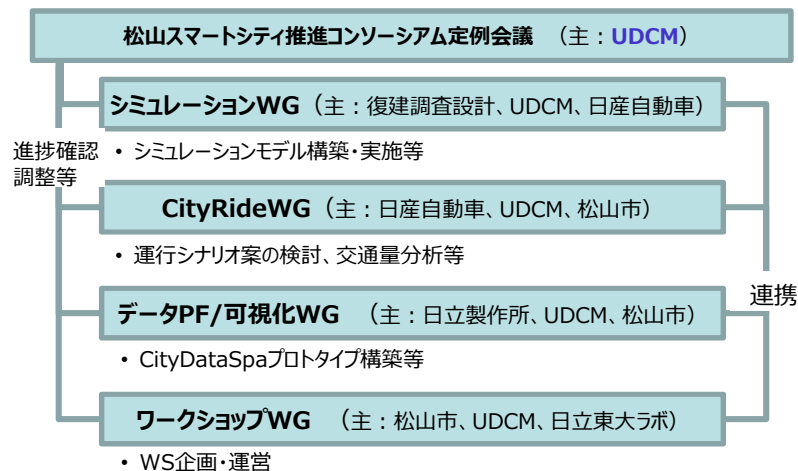 松山スマートシティ推進コンソーシアム定例会議　（主：UDCM）
シミュレーションWG（主：復建調査設計、UDCM、日産自動車）
進捗確認
調整等
• シミュレーションモデル構築・実施等
CityRideWG（主：日産自動車、UDCM、松山市）
• 運行シナリオ案の検討、交通量分析等
連携
データPF/可視化WG　（主：日立製作所、UDCM、松山市）
• CityDataSpaプロトタイプ構築等
ワークショップWG　（主：松山市、UDCM、日立東大ラボ）
• WS企画・運営